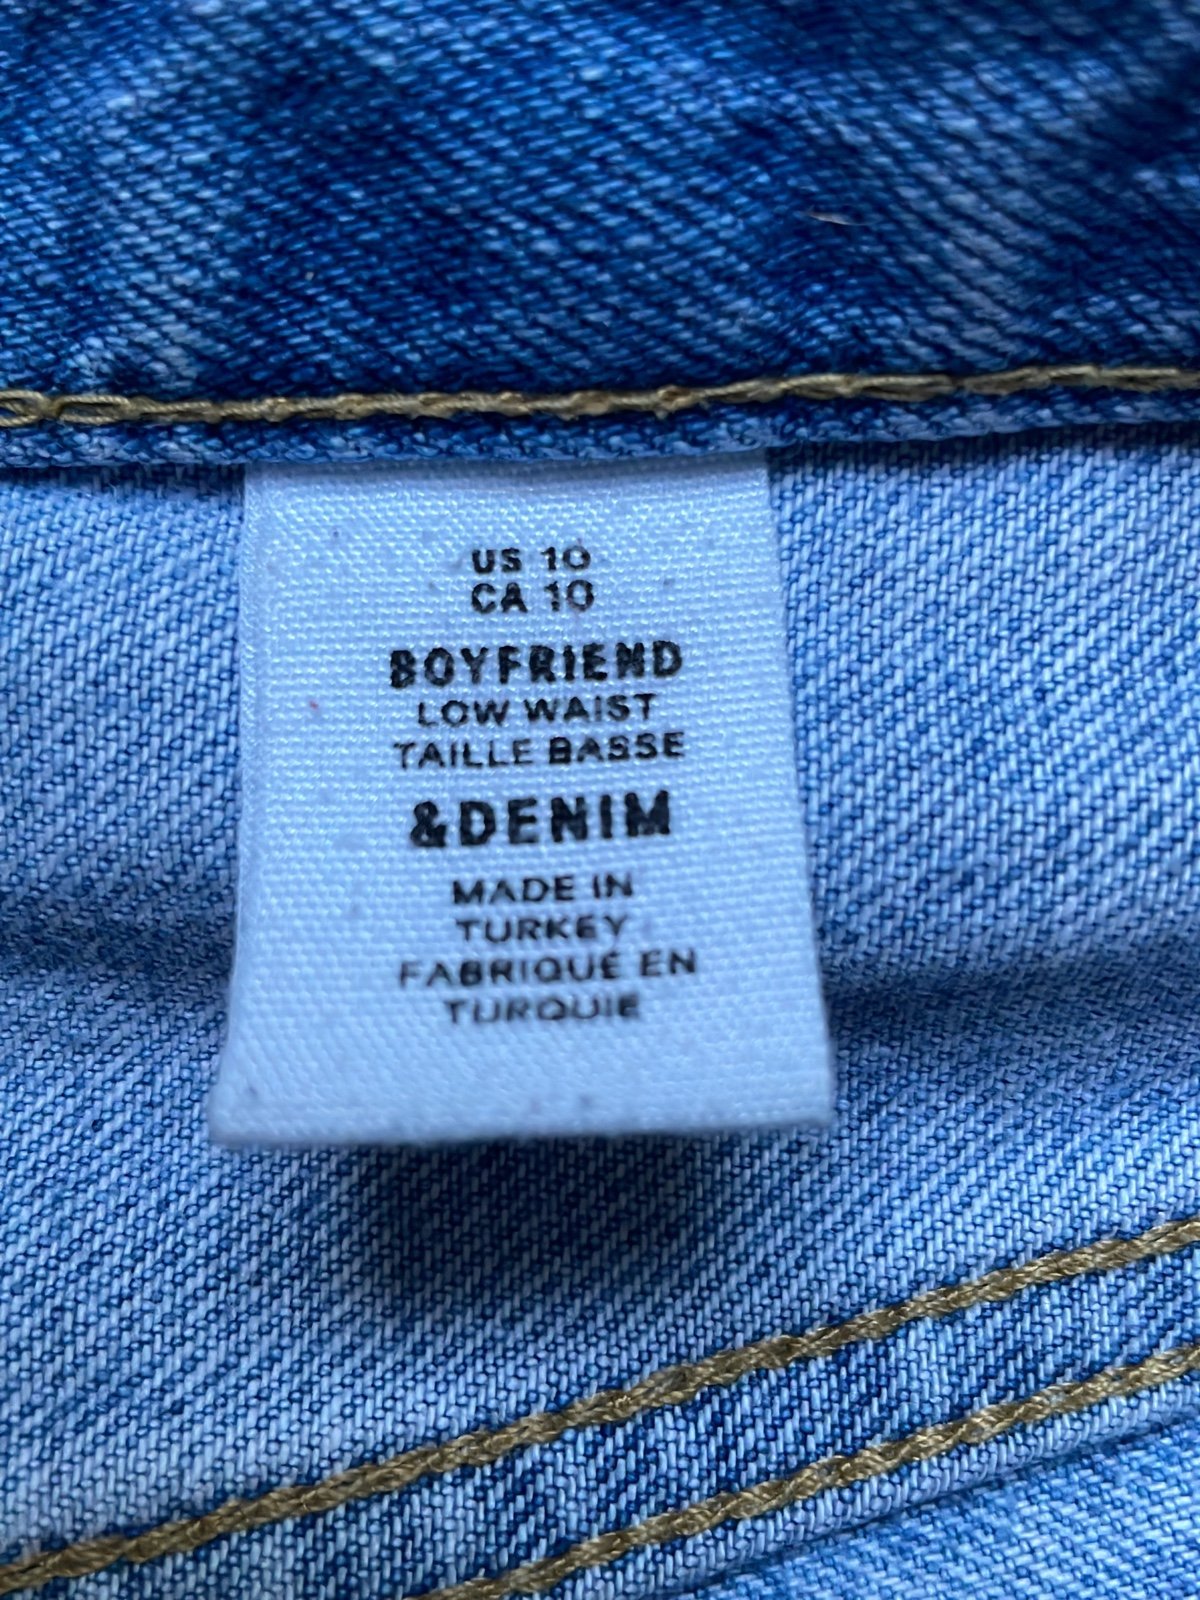 US 10
CA 10
BOYFRIEND
LOW WAIST
TAILLE BASSE
&DENIM
MADE IN
TURKEY
FABRIQUÉ EN
TURQUIE